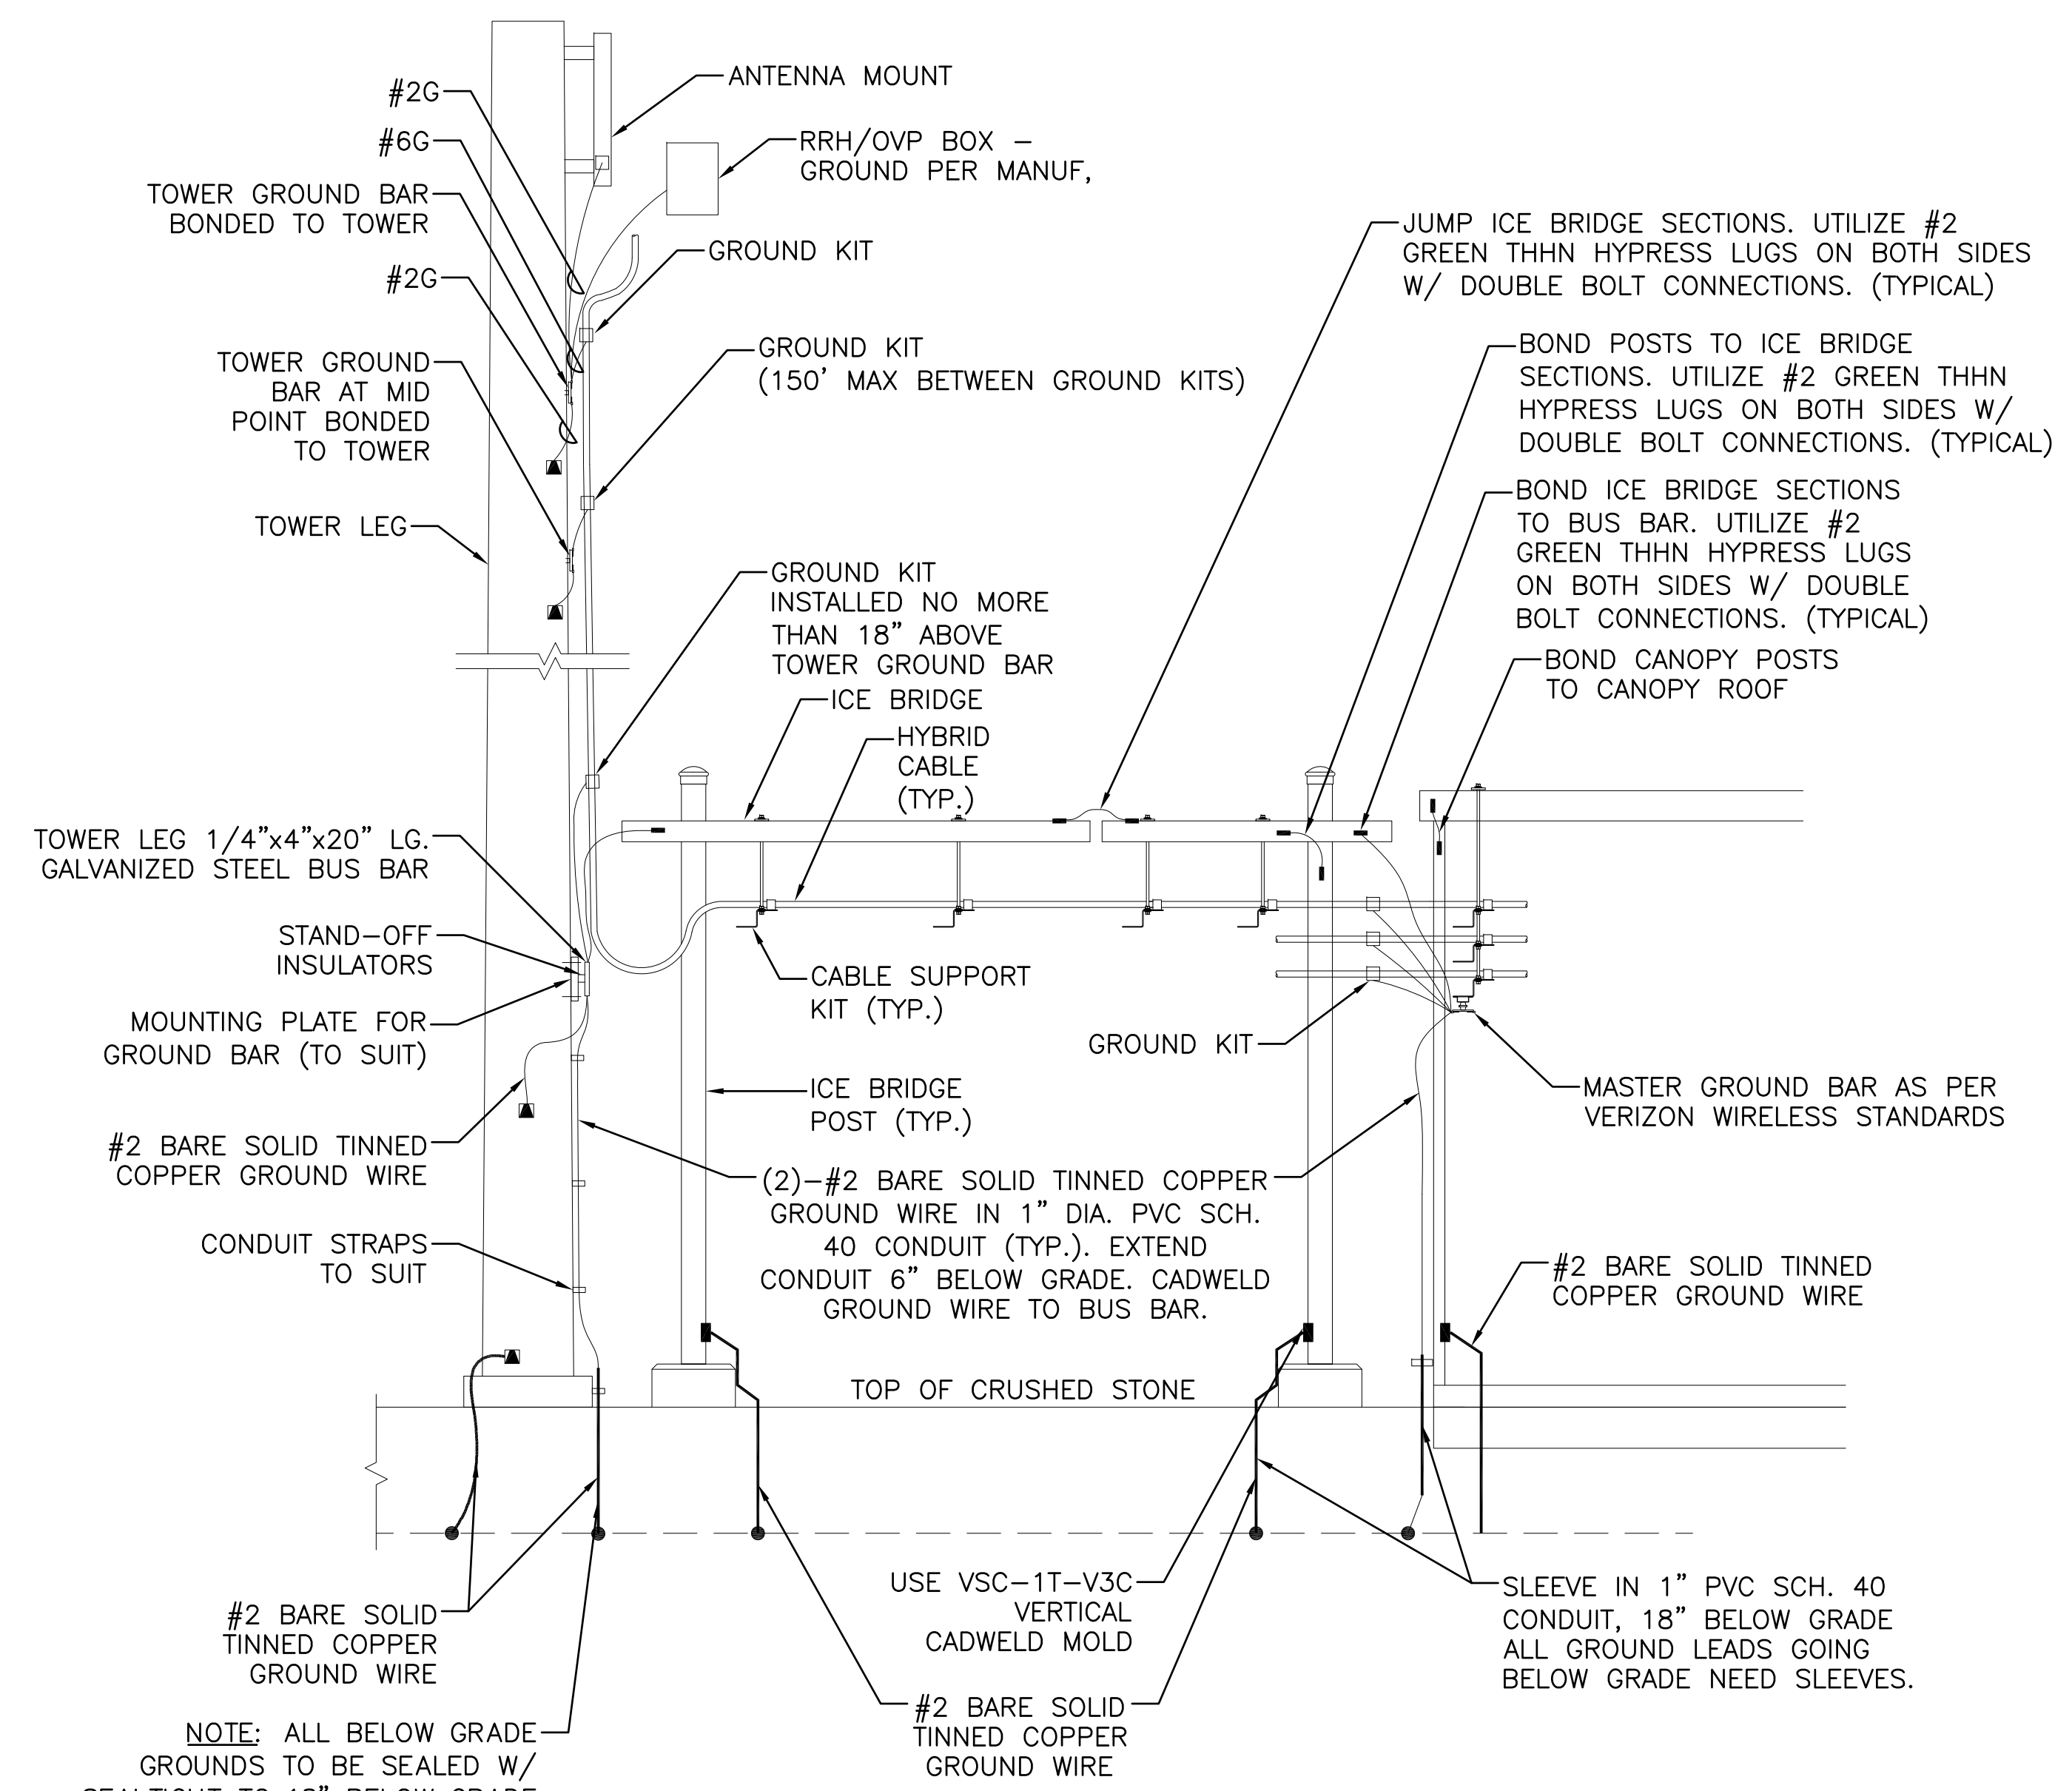 ANTENNA MOUNT
#2G
#6G
RRH/OVP BOX –
GROUND PER MANUF,
TOWER GROUND BAR
BONDED TO TOWER
GROUND KIT
#2G
JUMP ICE BRIDGE SECTIONS. UTILIZE #2
GREEN THHN HYPRESS LUGS ON BOTH SIDES
W/ DOUBLE BOLT CONNECTIONS. (TYPICAL)
TOWER GROUND
BAR AT MID
POINT BONDED
TO TOWER
GROUND KIT
(150' MAX BETWEEN GROUND KITS)
BOND POSTS TO ICE BRIDGE
SECTIONS. UTILIZE #2 GREEN THHN
HYPRESS LUGS ON BOTH SIDES W/
DOUBLE BOLT CONNECTIONS. (TYPICAL)
TOWER LEG
BOND ICE BRIDGE SECTIONS
TO BUS BAR. UTILIZE #2
GREEN THHN HYPRESS LUGS
ON BOTH SIDES W/ DOUBLE
BOLT CONNECTIONS. (TYPICAL)
GROUND KIT
INSTALLED NO MORE
THAN 18" ABOVE
TOWER GROUND BAR
BOND CANOPY POSTS
TO CANOPY ROOF
ICE BRIDGE
HYBRID
CABLE
(TYP.)
TOWER LEG 1/4"x4"x20" LG.
GALVANIZED STEEL BUS BAR
STAND-OFF
INSULATORS
CABLE SUPPORT
KIT (TYP.)
MOUNTING PLATE FOR
GROUND BAR (TO SUIT)
GROUND KIT
ICE BRIDGE
POST (TYP.)
MASTER GROUND BAR AS PER
VERIZON WIRELESS STANDARDS
#2 BARE SOLID TINNED
COPPER GROUND WIRE
(2)-#2 BARE SOLID TINNED COPPER
GROUND WIRE IN 1" DIA. PVC SCH.
40 CONDUIT (TYP.). EXTEND
CONDUIT 6" BELOW GRADE. CADWELD
GROUND WIRE TO BUS BAR.
CONDUIT STRAPS
TO SUIT
#2 BARE SOLID TINNED
COPPER GROUND WIRE
TOP OF CRUSHED STONE
USE VSC-1T-V3C
VERTICAL
CADWELD MOLD
SLEEVE IN 1" PVC SCH. 40
CONDUIT, 18" BELOW GRADE
ALL GROUND LEADS GOING
BELOW GRADE NEED SLEEVES.
#2 BARE SOLID
TINNED COPPER
GROUND WIRE
#2 BARE SOLID
TINNED COPPER
GROUND WIRE
NOTE: ALL BELOW GRADE
GROUNDS TO BE SEALED W/
BELOW GRADE